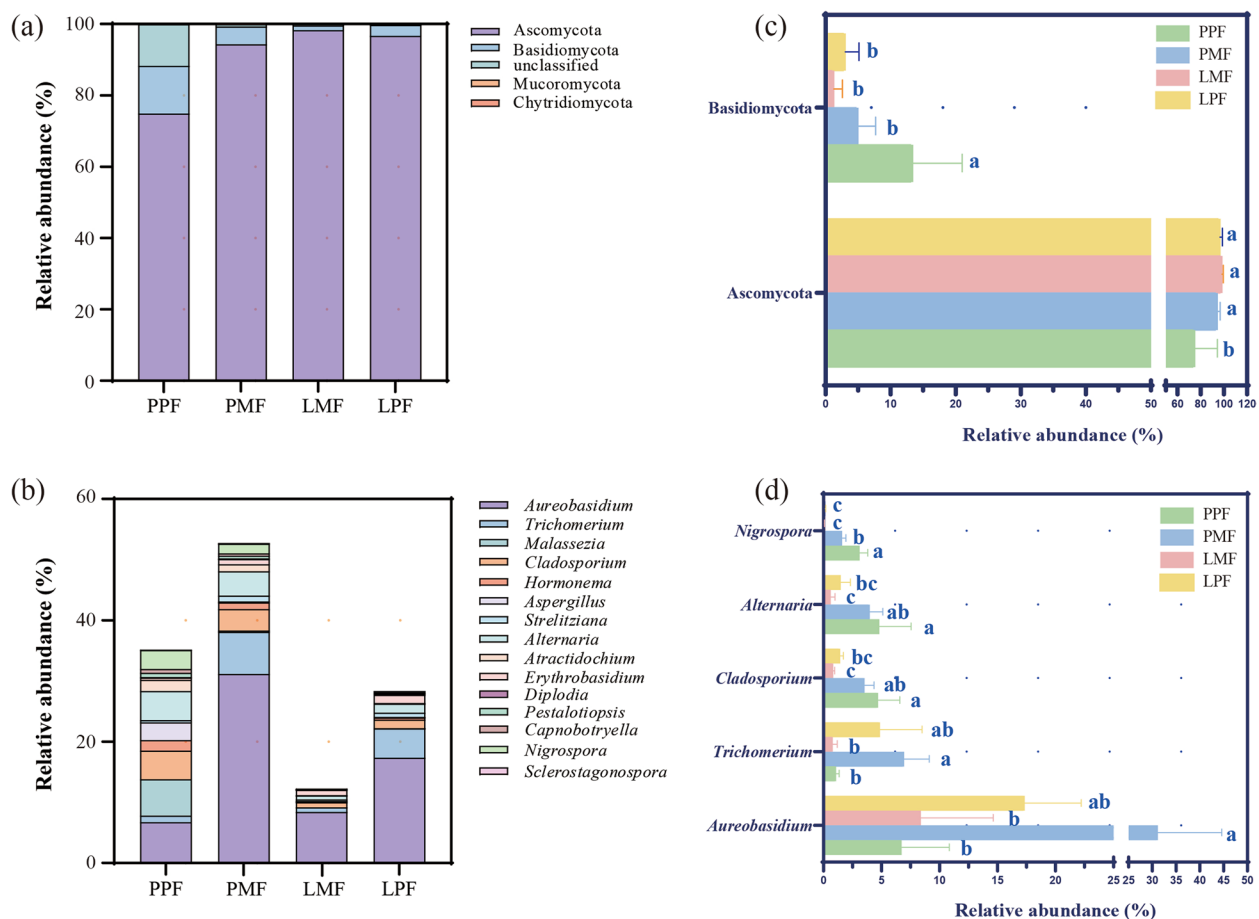 (a)
Relative abundance (%)
100
80
60
40
20
0
PPF PMF LMF LPF
Ascomycota
Basidiomycota
unclassified
Mucoromycota
Chytridiomycota
(c)
PPF
PMF
LMF
LPF
Basidiomycota
b
b
b
a
Ascomycota
a
a
a
b
0 10 20 30 40 50 60 80 100 120
Relative abundance (%)
(b)
Relative abundance (%)
60
40
20
0
PPF PMF LMF LPF
Aureobasidium
Trichomerium
Malassezia
Cladosporium
Hormonema
Aspergillus
Strelitziana
Alternaria
Atractidochium
Erythrobasidium
Diplodia
Pestalotiopsis
Capnobotryella
Nigrospora
Sclerostagonospora
(d)
PPF
PMF
LMF
LPF
Nigrospora
c
c
b
a
Alternaria
bc
c
ab
a
Cladosporium
bc
c
ab
a
Trichomerium
ab
b
a
b
Aureobasidium
ab
b
a
b
0 5 10 15 20 25 25 30 35 40 45 50
Relative abundance (%)